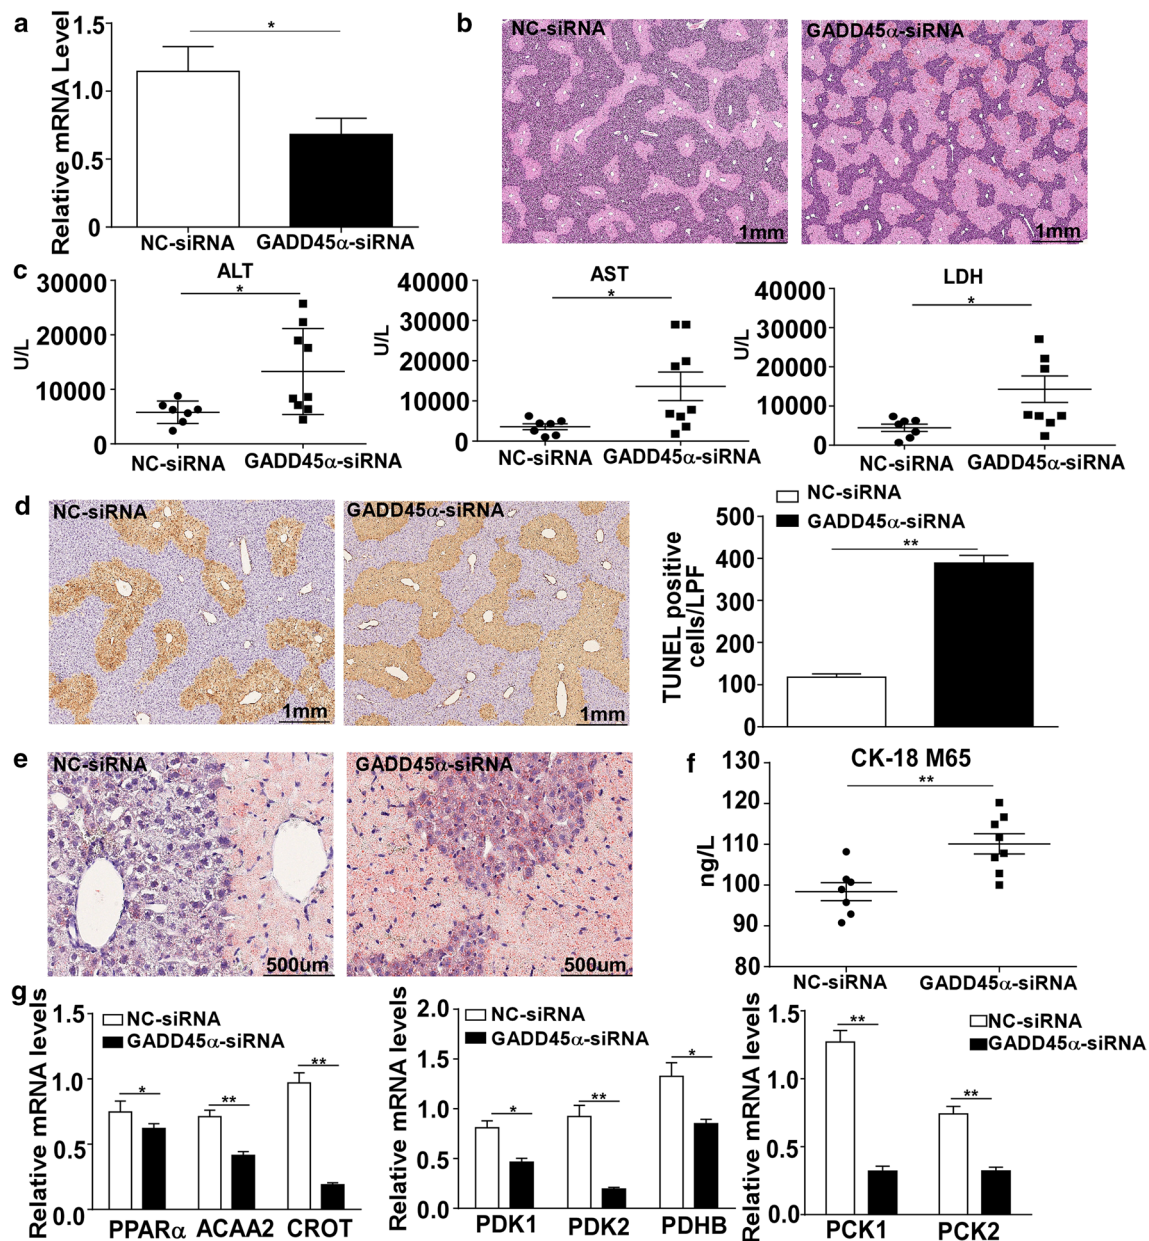 a
Relative mRNA Level
1.5
1.0
0.5
0
*
NC-siRNA
GADD45α-siRNA
b
NC-siRNA
1mm
GADD45α-siRNA
1mm
c
ALT
U/L
30000
20000
10000
0
*
NC-siRNA
GADD45α-siRNA
AST
U/L
40000
30000
20000
10000
0
*
NC-siRNA
GADD45α-siRNA
LDH
U/L
40000
30000
20000
10000
0
*
NC-siRNA
GADD45α-siRNA
d
NC-siRNA
1mm
GADD45α-siRNA
1mm
NC-siRNA
GADD45α-siRNA
TUNEL positive
cells/LPF
500
400
300
200
100
0
**
e
NC-siRNA
500um
GADD45α-siRNA
500um
f
CK-18 M65
ng/L
130
120
110
100
90
80
**
NC-siRNA
GADD45α-siRNA
g
Relative mRNA levels
1.5
1.0
0.5
0.0
NC-siRNA
GADD45α-siRNA
*
**
**
PPARα
ACAA2
CROT
Relative mRNA levels
2.0
1.5
1.0
0.5
0.0
NC-siRNA
GADD45α-siRNA
*
**
*
PDK1
PDK2
PDHB
Relative mRNA levels
1.5
1.0
0.5
0.0
NC-siRNA
GADD45α-siRNA
**
**
PCK1
PCK2